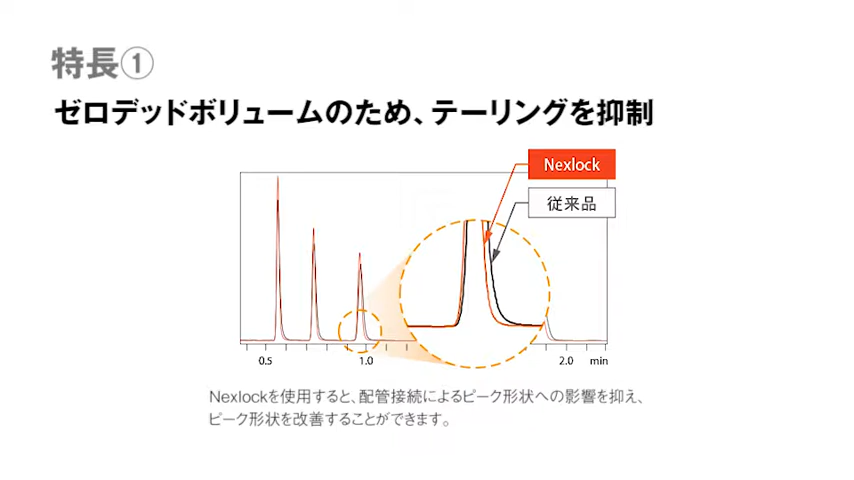 特長①
ゼロデッドボリュームのため、テーリングを抑制
Nexlock
従来品
0.5 1.0 2.0 min
Nexlockを使用すると、配管接続によるピーク形状への影響を抑え、
ピーク形状を改善することができます。